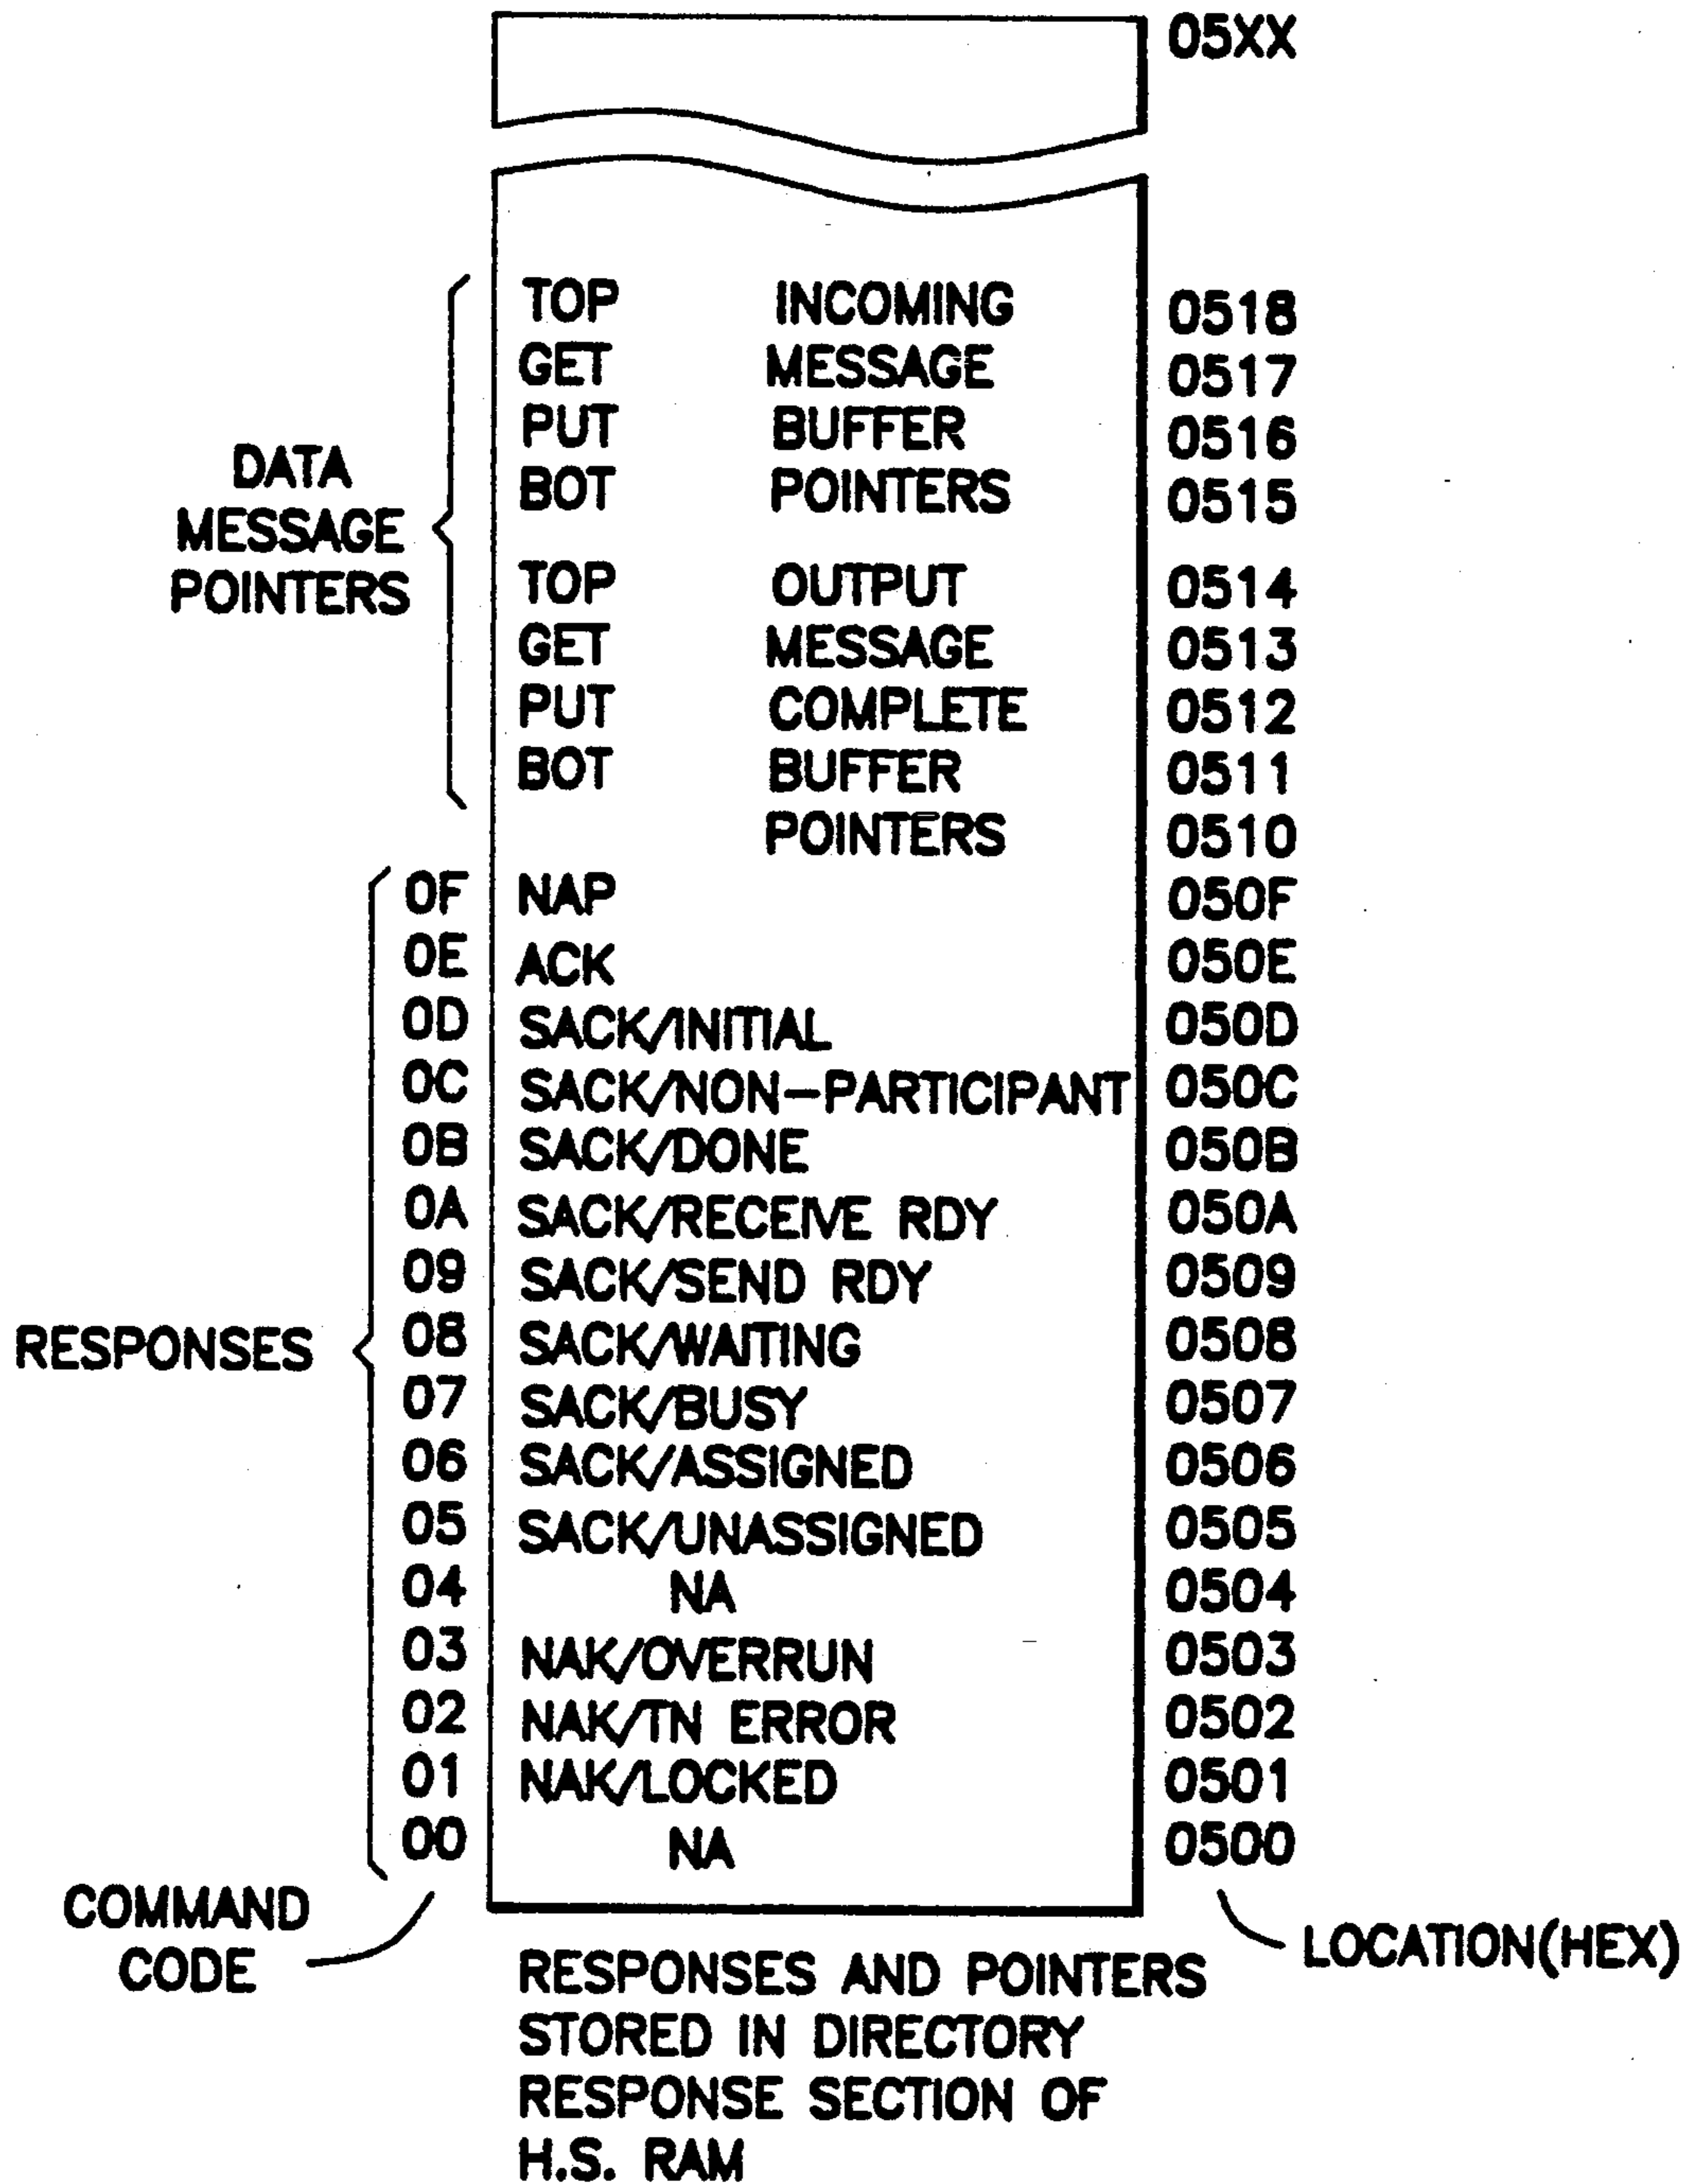 05XX
TOP INCOMING 0518
GET MESSAGE 0517
PUT BUFFER 0516
BOT POINTERS 0515
DATA
MESSAGE
POINTERS
TOP OUTPUT 0514
GET MESSAGE 0513
PUT COMPLETE 0512
BOT BUFFER 0511
POINTERS 0510
0F NAP 050F
0E ACK 050E
0D SACK/INITIAL 050D
0C SACK/NON-PARTICIPANT 050C
0B SACK/DONE 050B
0A SACK/RECEIVE RDY 050A
09 SACK/SEND RDY 0509
RESPONSES
08 SACK/WAITING 0508
07 SACK/BUSY 0507
06 SACK/ASSIGNED 0506
05 SACK/UNASSIGNED 0505
04 NA 0504
03 NAK/OVERRUN 0503
02 NAK/TN ERROR 0502
01 NAK/LOCKED 0501
00 NA 0500
COMMAND
CODE
LOCATION(HEX)
RESPONSES AND POINTERS
STORED IN DIRECTORY
RESPONSE SECTION OF
H.S. RAM